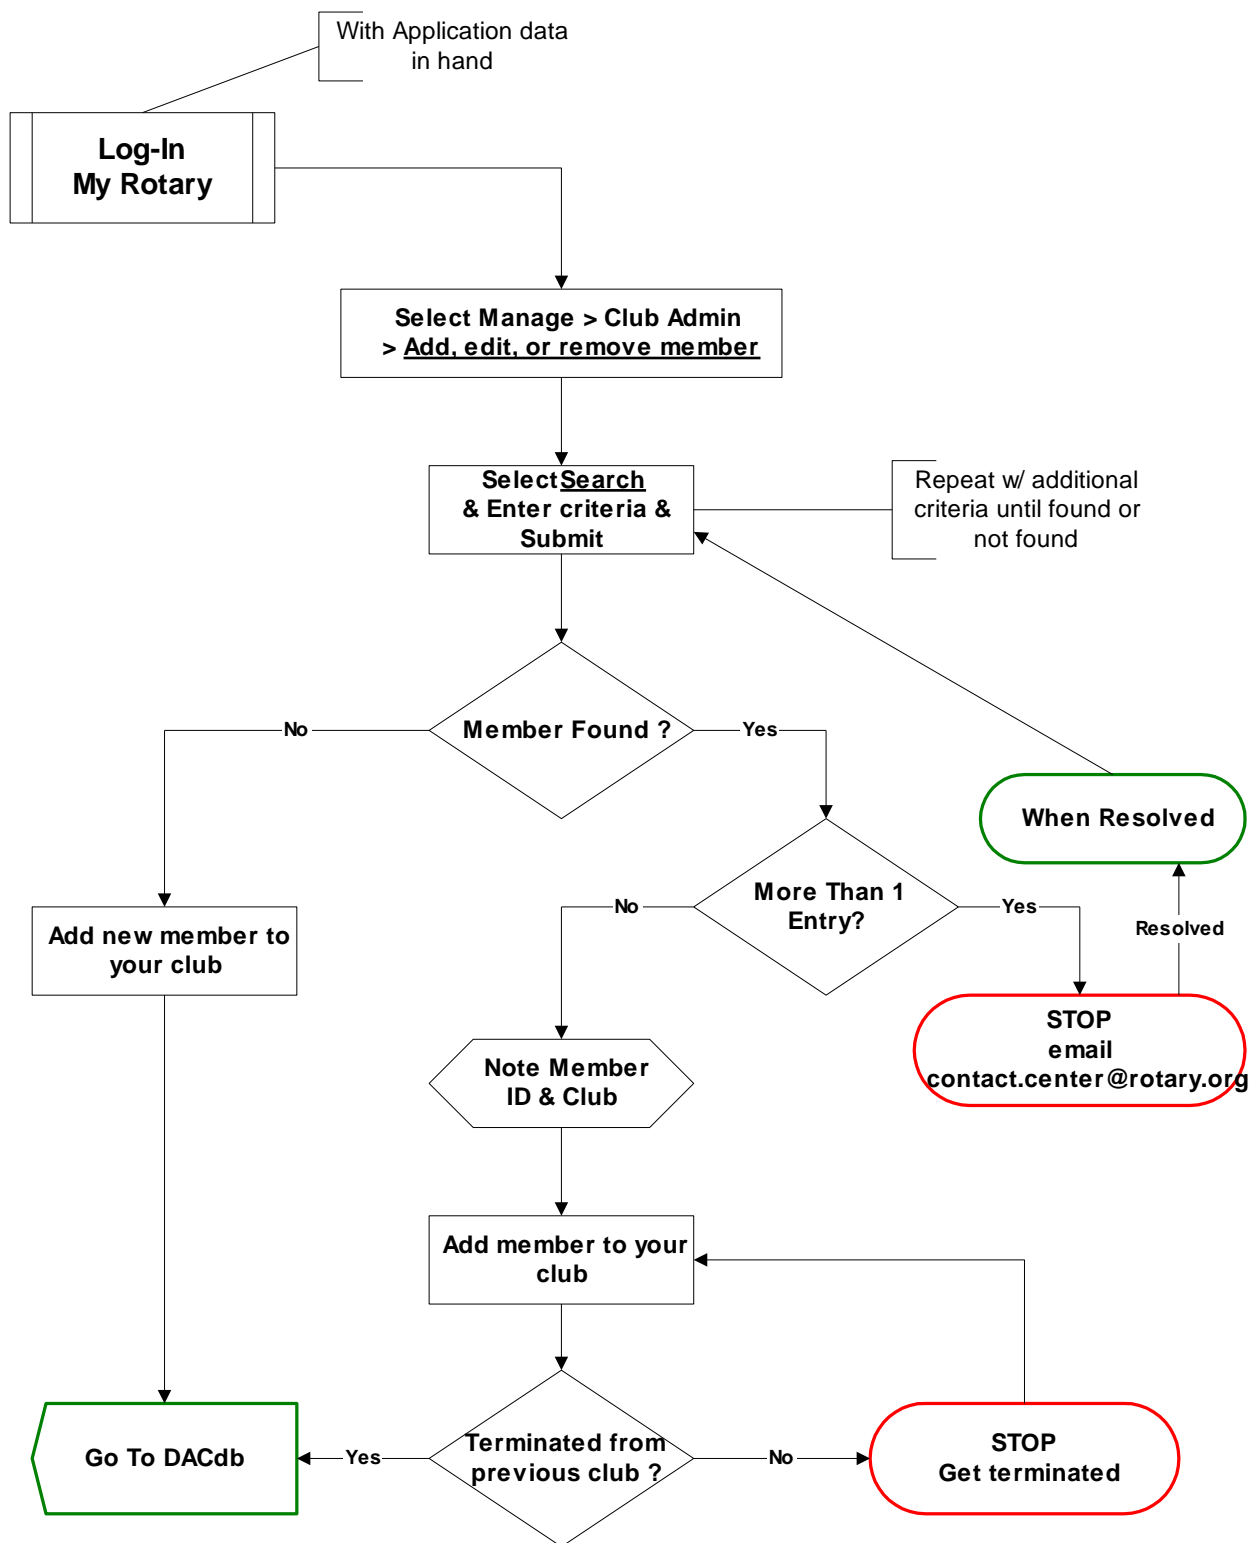 With Application data
in hand
Log-In
My Rotary
Select Manage > Club Admin
> Add, edit, or remove member
Select Search
& Enter criteria &
Submit
Repeat w/ additional
criteria until found or
not found
Member Found ?
No
Yes
When Resolved
More Than 1
Entry?
No
Yes
Resolved
Add new member to
your club
STOP
email
contact.center@rotary.org
Note Member
ID & Club
Add member to your
club
Terminated from
previous club ?
Yes
No
Go To DACdb
STOP
Get terminated